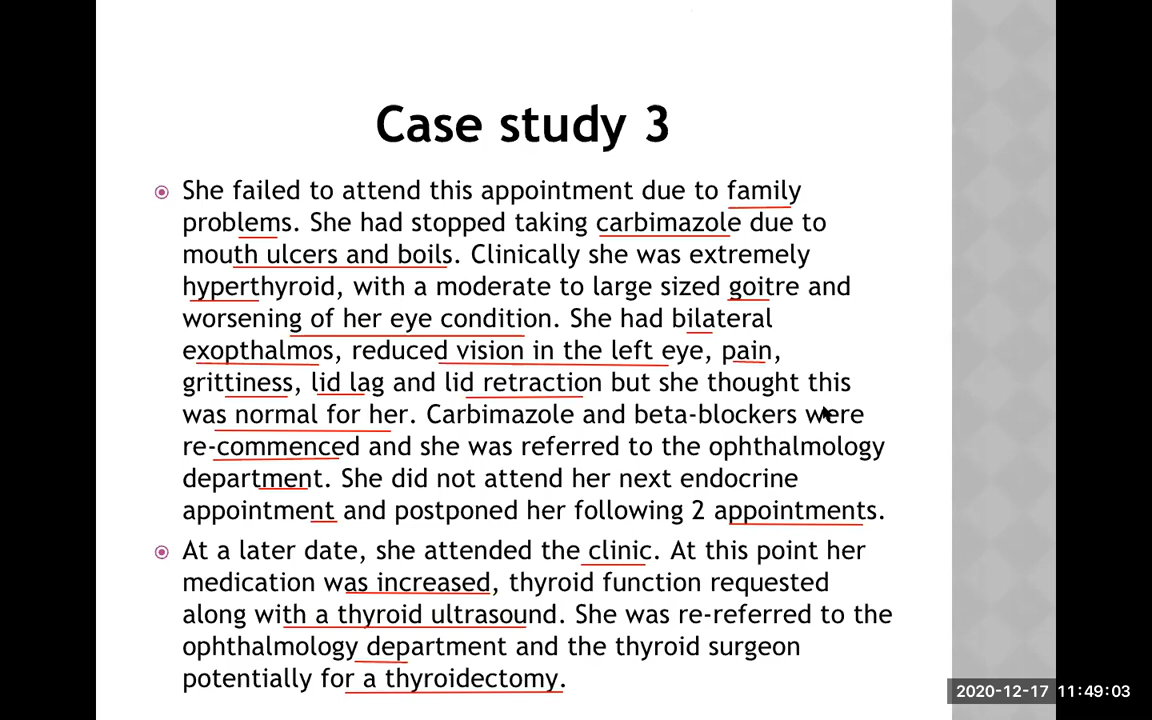 Case study 3
She failed to attend this appointment due to family
problems. She had stopped taking carbimazole due to
mouth ulcers and boils. Clinically she was extremely
hyperthyroid, with a moderate to large sized goitre and
worsening of her eye condition. She had bilateral
exopthalmos, reduced vision in the left eye, pain,
grittiness, lid lag and lid retraction but she thought this
was normal for her. Carbimazole and beta-blockers were
re-commenced and she was referred to the ophthalmology
department. She did not attend her next endocrine
appointment and postponed her following 2 appointments.
At a later date, she attended the clinic. At this point her
medication was increased, thyroid function requested
along with a thyroid ultrasound. She was re-referred to the
ophthalmology department and the thyroid surgeon
potentially for a thyroidectomy.
2020-12-17 11:49:03